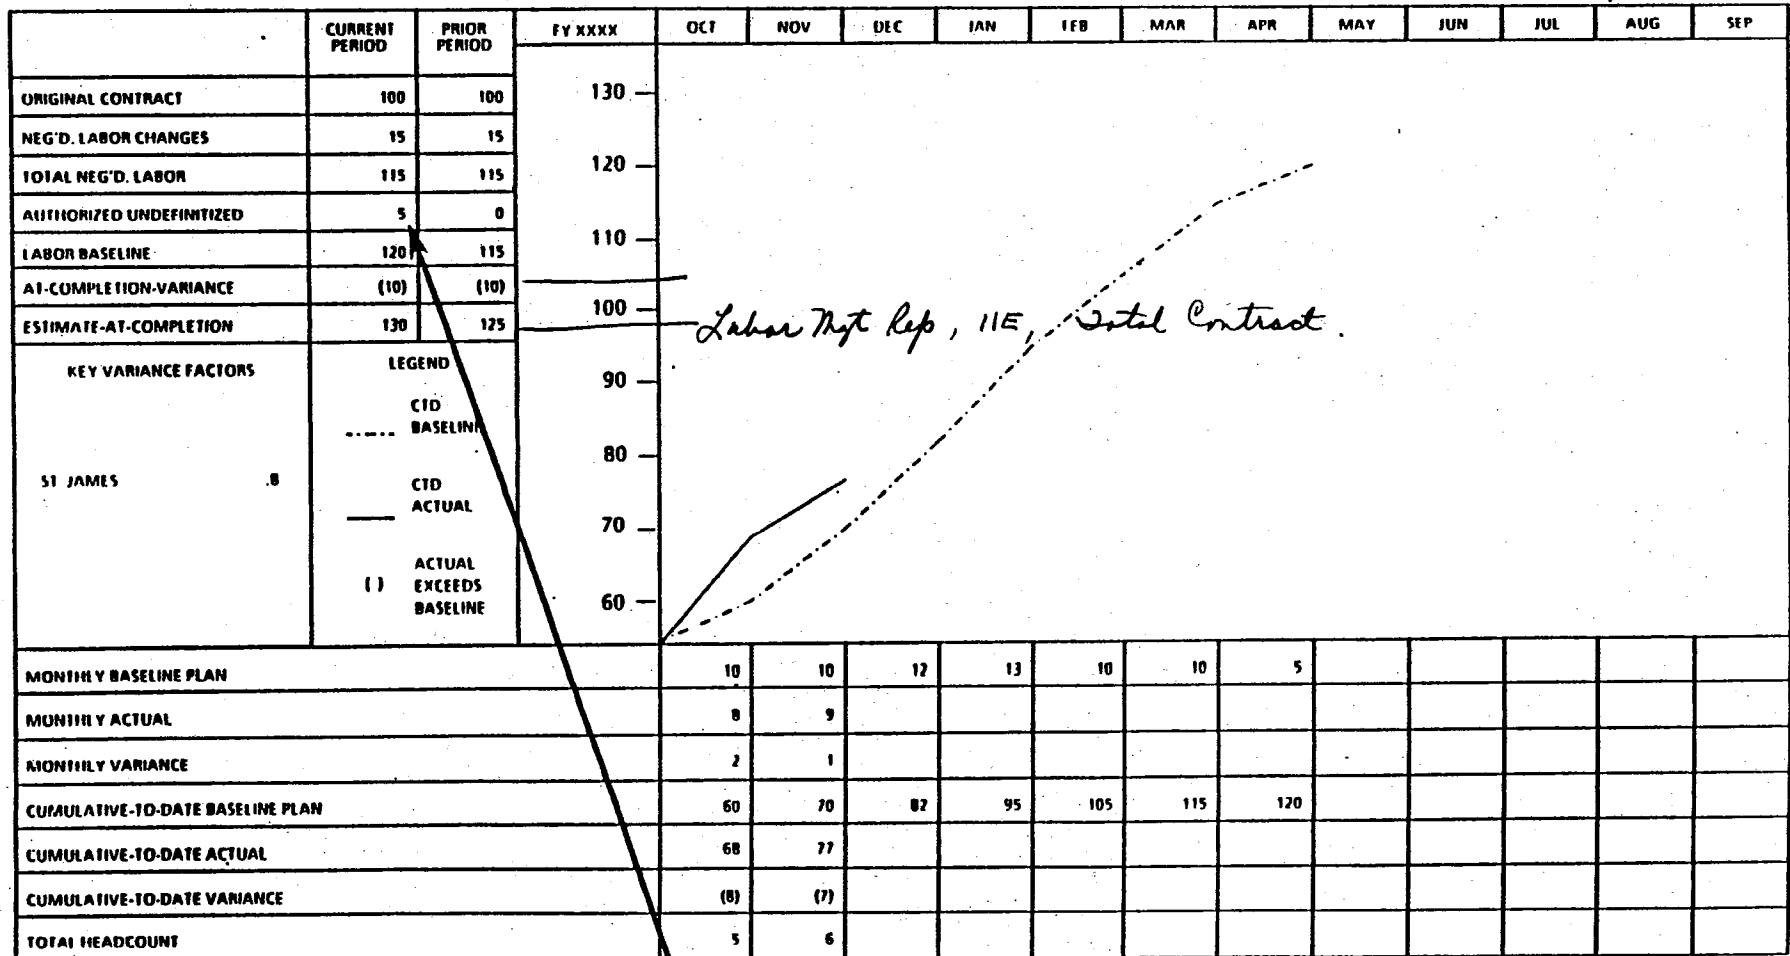 CURRENT PERIOD PRIOR PERIOD FY XXXX OCT NOV DEC JAN FEB MAR APR MAY JUN JUL AUG SEP
ORIGINAL CONTRACT 100 100
NEG'D. LABOR CHANGES 15 15
TOTAL NEG'D. LABOR 115 115
AUTHORIZED UNDEFINITIZED 5 0
LABOR BASELINE 120 115
AT-COMPLETION-VARIANCE (10) (10)
ESTIMATE-AT-COMPLETION 130 125
KEY VARIANCE FACTORS
ST JAMES .8
LEGEND
CTD
BASELINE
CTD
ACTUAL
( ) ACTUAL
EXCEEDS
BASELINE
130
120
110
100
90
80
70
60
Labor Mgt Rep, IIE, Total Contract.
MONTHLY BASELINE PLAN 10 10 12 13 10 10 5
MONTHLY ACTUAL 8 9
MONTHLY VARIANCE 2 1
CUMULATIVE-TO-DATE BASELINE PLAN 60 70 82 95 105 115 120
CUMULATIVE-TO-DATE ACTUAL 68 77
CUMULATIVE-TO-DATE VARIANCE (8) (7)
TOTAL HEADCOUNT 5 6